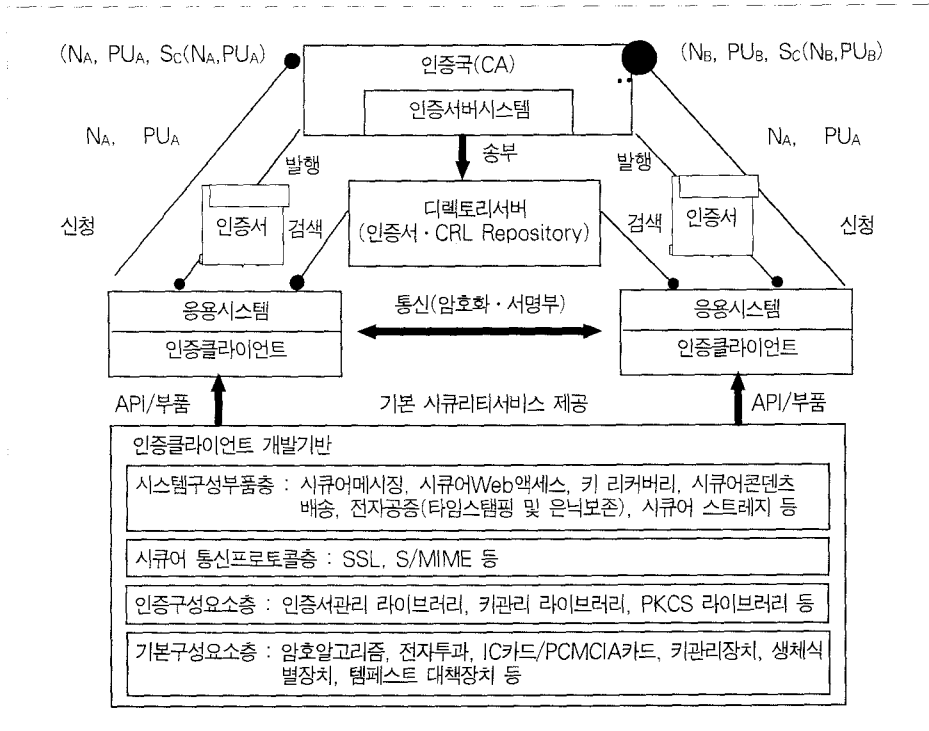 (NA, PUA, SC(NA,PUA)
인증국(CA)
(NB, PUB, SC(NB,PUB)
인증서버시스템
NA, PUA
발행
송부
발행
NA, PUA
신청
인증서
검색
디렉토리서버
(인증서 · CRL Repository)
검색
인증서
신청
응용시스템
인증클라이언트
통신(암호화 · 서명부)
응용시스템
인증클라이언트
API/부품
기본 시큐리티서비스 제공
API/부품
인증클라이언트 개발기반
시스템구성부품층 : 시큐어메시징, 시큐어Web액세스, 키 리커버리, 시큐어콘덴츠
배송, 전자공증(타임스탬핑 및 은닉보존), 시큐어 스트레지 등
시큐어 통신프로토콜층 : SSL, S/MIME 등
인증구성요소층 : 인증서관리 라이브러리, 키관리 라이브러리, PKCS 라이브러리 등
기본구성요소층 : 암호알고리즘, 전자투과, IC카드/PCMCIA카드, 키관리장치, 생체식
별장치, 템페스트 대책장치 등